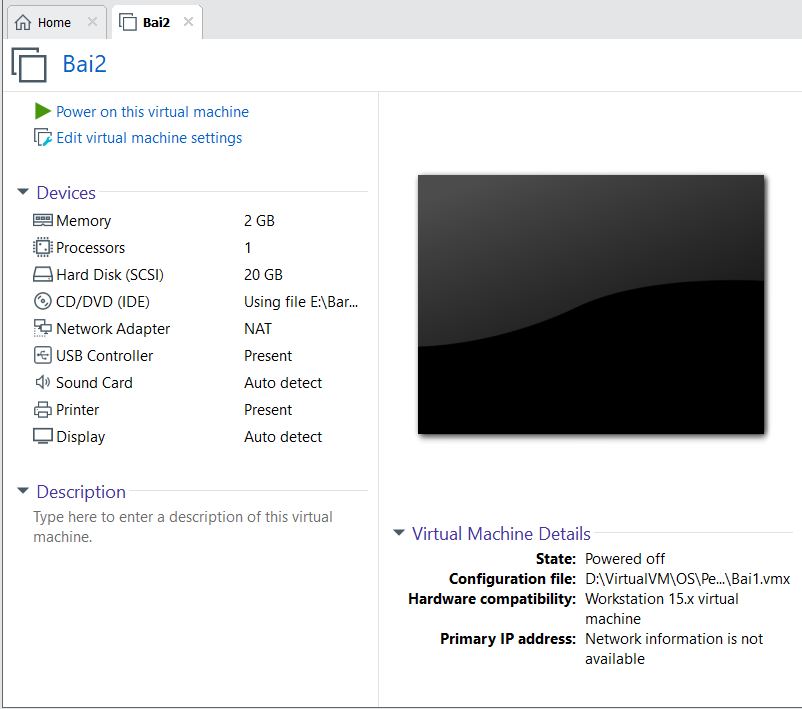 Home
Bai2
Bai2
Power on this virtual machine
Edit virtual machine settings
Devices
Memory 2 GB
Processors 1
Hard Disk (SCSI) 20 GB
CD/DVD (IDE) Using file E:\Bar...
Network Adapter NAT
USB Controller Present
Sound Card Auto detect
Printer Present
Display Auto detect
Description
Type here to enter a description of this virtual
machine.
Virtual Machine Details
State: Powered off
Configuration file: D:\VirtualVM\OS\Pe...\Bai1.vmx
Hardware compatibility: Workstation 15.x virtual
machine
Primary IP address: Network information is not
available